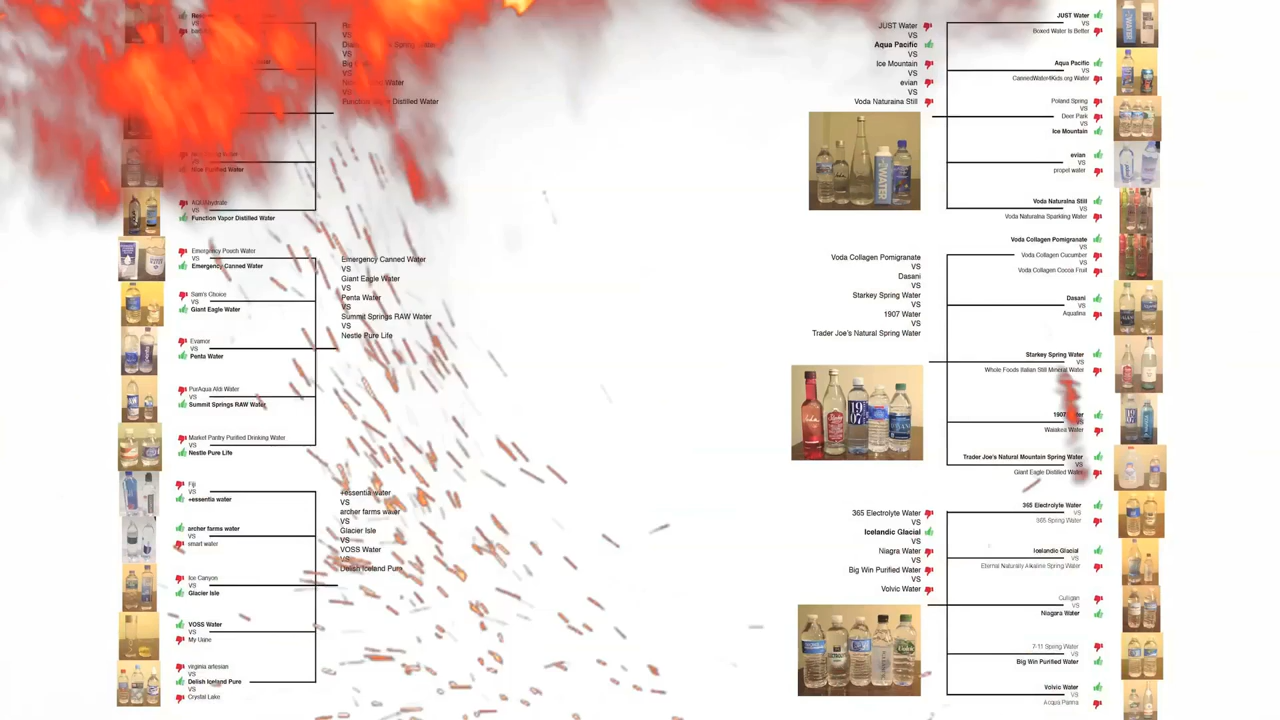 VS
VS
Function Vapor Distilled Water
VS
AQUAhydrate
VS
Function Vapor Distilled Water
Emergency Pouch Water
VS
Emergency Canned Water
Sam's Choice
VS
Giant Eagle Water
Evamor
VS
Penta Water
PurAqua Aldi Water
VS
Summit Springs RAW Water
Market Pantry Purified Drinking Water
VS
Nestle Pure Life
Emergency Canned Water
VS
Giant Eagle Water
VS
Penta Water
VS
Summit Springs RAW Water
VS
Nestle Pure Life
Fiji
VS
+essentia water
archer farms water
VS
smart water
Ice Canyon
VS
Glacier Isle
VOSS Water
VS
My Urine
virginia artesian
VS
Delish Iceland Pure
VS
Crystal Lake
+essentia water
VS
archer farms water
VS
Glacier Isle
VS
VOSS Water
VS
Delish Iceland Pure
JUST Water
VS
Aqua Pacific
VS
Ice Mountain
VS
evian
VS
Voda Naturalna Still
JUST Water
VS
Boxed Water Is Better
Aqua Pacific
VS
CannedWater4Kids.org Water
Poland Spring
VS
Deer Park
VS
Ice Mountain
evian
VS
propel water
Voda Naturalna Still
VS
Voda Naturalna Sparkling Water
Voda Collagen Pomigranate
VS
Dasani
VS
Starkey Spring Water
VS
1907 Water
VS
Trader Joe's Natural Spring Water
Voda Collagen Pomigranate
VS
Voda Collagen Cucumber
VS
Voda Collagen Cocoa Fruit
Dasani
VS
Aquafina
Starkey Spring Water
VS
Whole Foods Italian Still Mineral Water
1907
VS
Waiakea Water
Trader Joe's Natural Mountain Spring Water
VS
Giant Eagle Distilled Water
365 Electrolyte Water
VS
Icelandic Glacial
VS
Niagra Water
VS
Big Win Purified Water
VS
Volvic Water
365 Electrolyte Water
VS
365 Spring Water
Icelandic Glacial
VS
Eternal Naturally Alkaline Spring Water
Culligan
VS
Niagara Water
7-11 Spring Water
VS
Big Win Purified Water
Volvic Water
VS
Acqua Panna